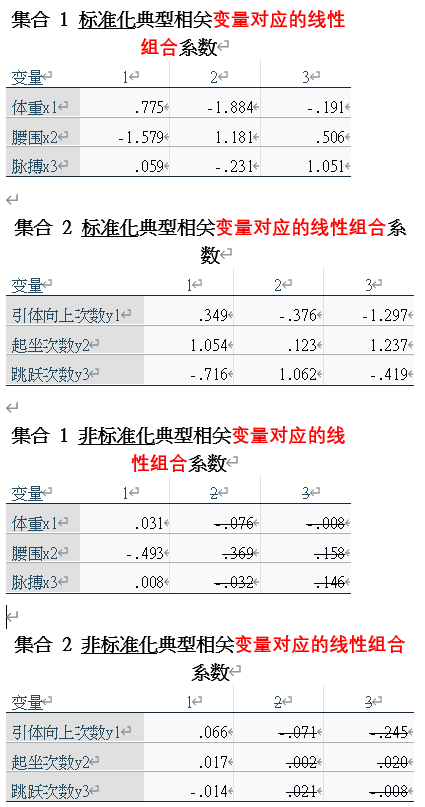 集合 1 标准化典型相关变量对应的线性
组合系数
变量 1 2 3
体重x1 .775 -1.884 -.191
腰围x2 -1.579 1.181 .506
脉搏x3 .059 -.231 1.051
集合 2 标准化典型相关变量对应的线性组合系
数
变量 1 2 3
引体向上次数y1 .349 -.376 -1.297
起坐次数y2 1.054 .123 1.237
跳跃次数y3 -.716 1.062 -.419
集合 1 非标准化典型相关变量对应的线
性组合系数
变量 1 2 3
体重x1 .031 -.076 -.008
腰围x2 -.493 .369 .158
脉搏x3 .008 -.032 .146
集合 2 非标准化典型相关变量对应的线性组合
系数
变量 1 2 3
引体向上次数y1 .066 -.071 -.245
起坐次数y2 .017 .002 .020
跳跃次数y3 -.014 .021 -.008